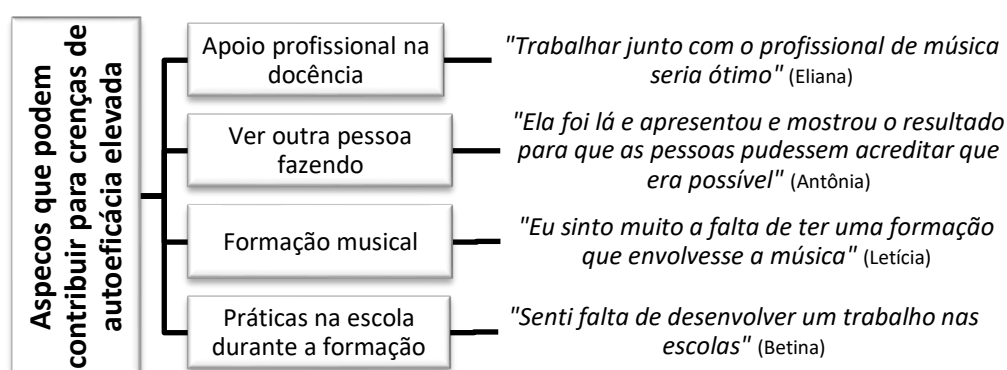 Aspecos que podem
contribuir para crenças de
autoeficácia elevada
Apoio profissional na
docência
"Trabalhar junto com o profissional de música
seria ótimo" (Eliana)
Ver outra pessoa
fazendo
"Ela foi lá e apresentou e mostrou o resultado
para que as pessoas pudessem acreditar que
era possível" (Antônia)
Formação musical
"Eu sinto muito a falta de ter uma formação
que envolvesse a música" (Letícia)
Práticas na escola
durante a formação
"Senti falta de desenvolver um trabalho nas
escolas" (Betina)